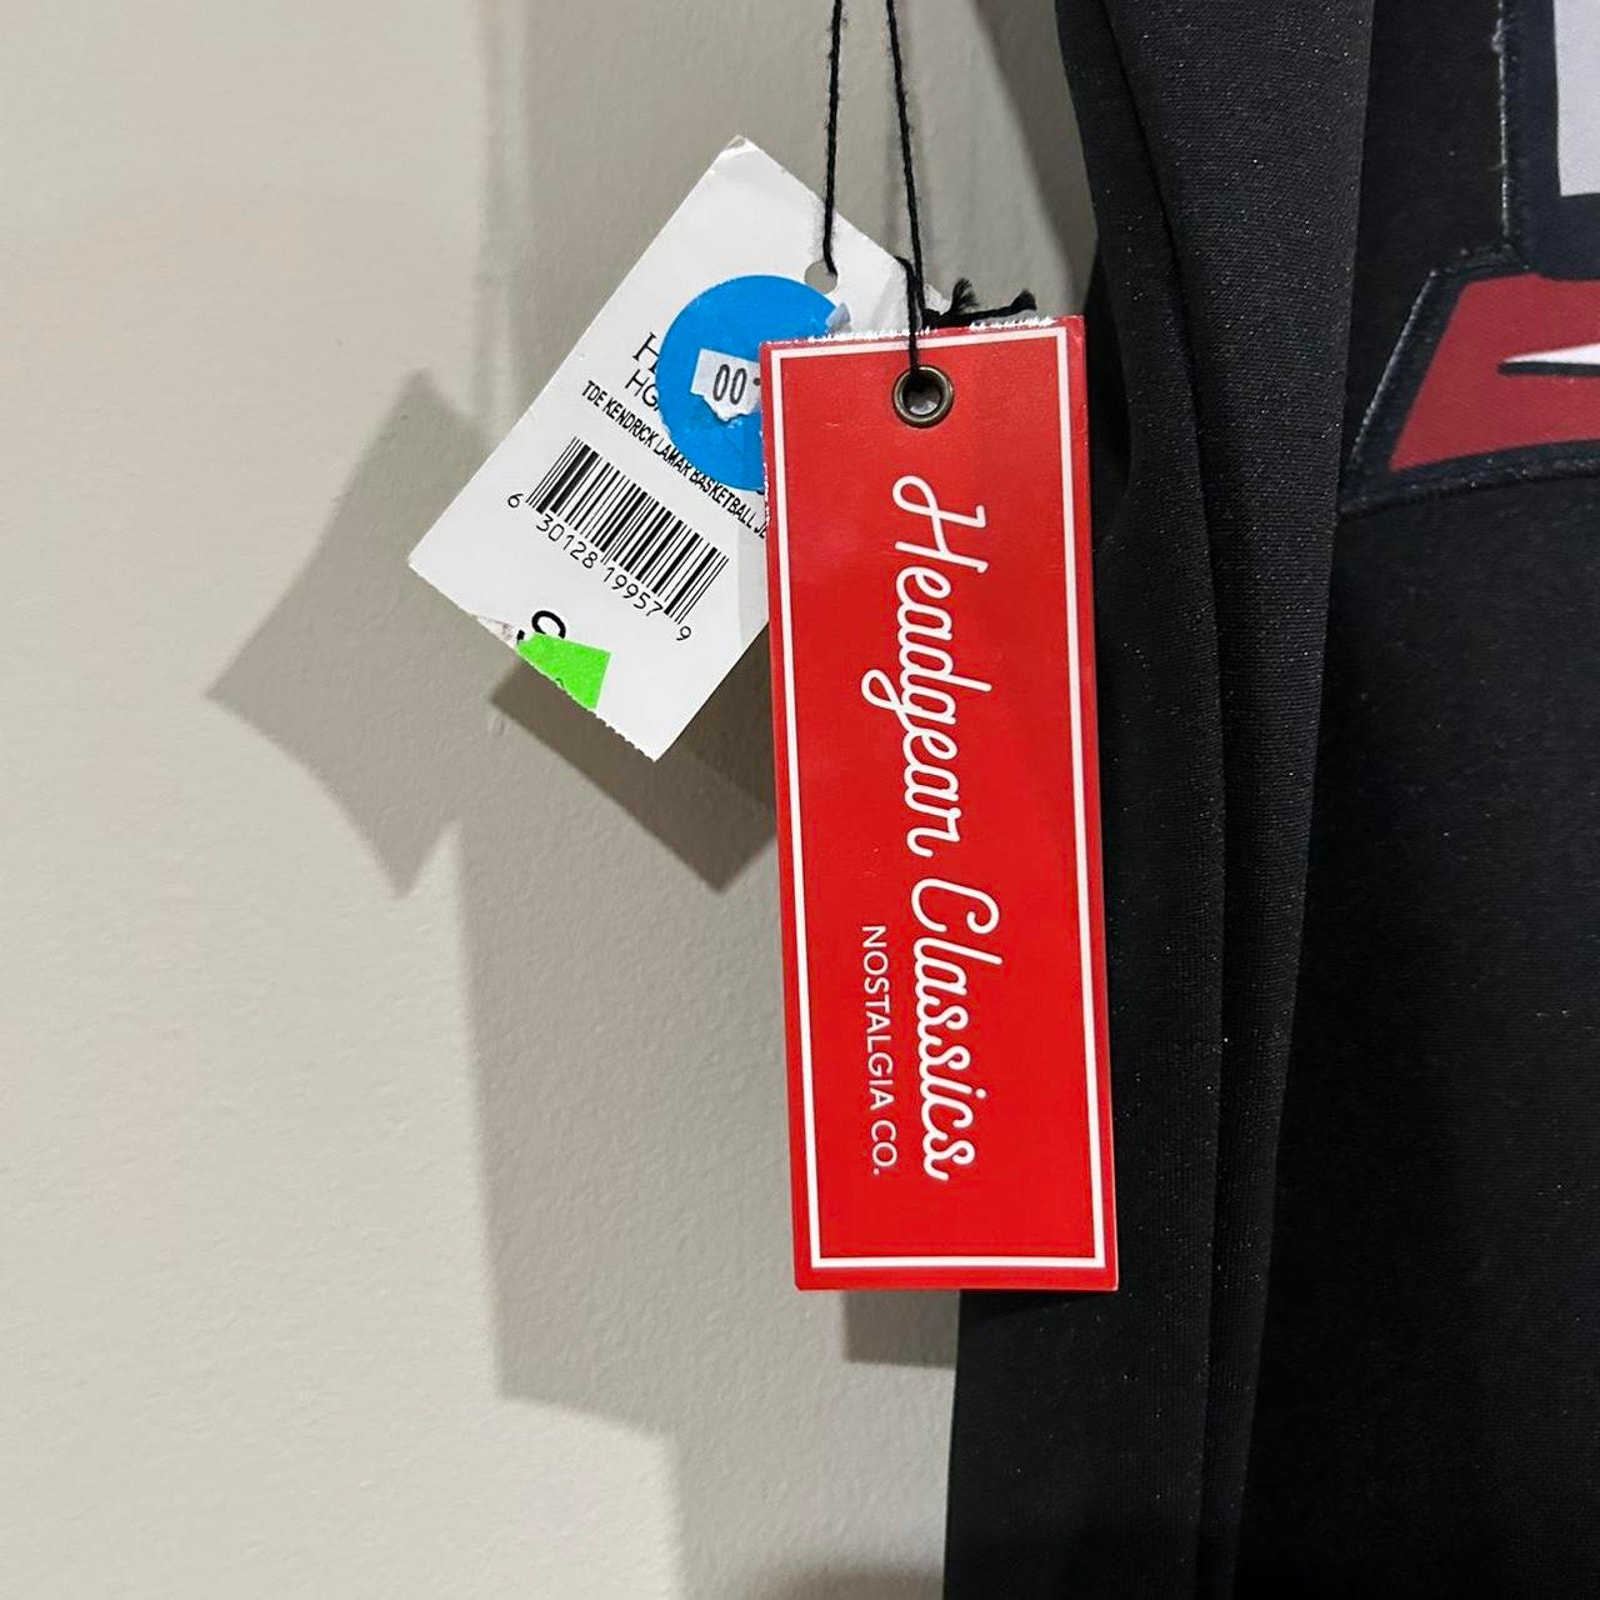 00
TDE KENDRICK LAMAR BASKETBALL
6 30128 19957 9
Headgear Classics
NOSTALGIA CO.